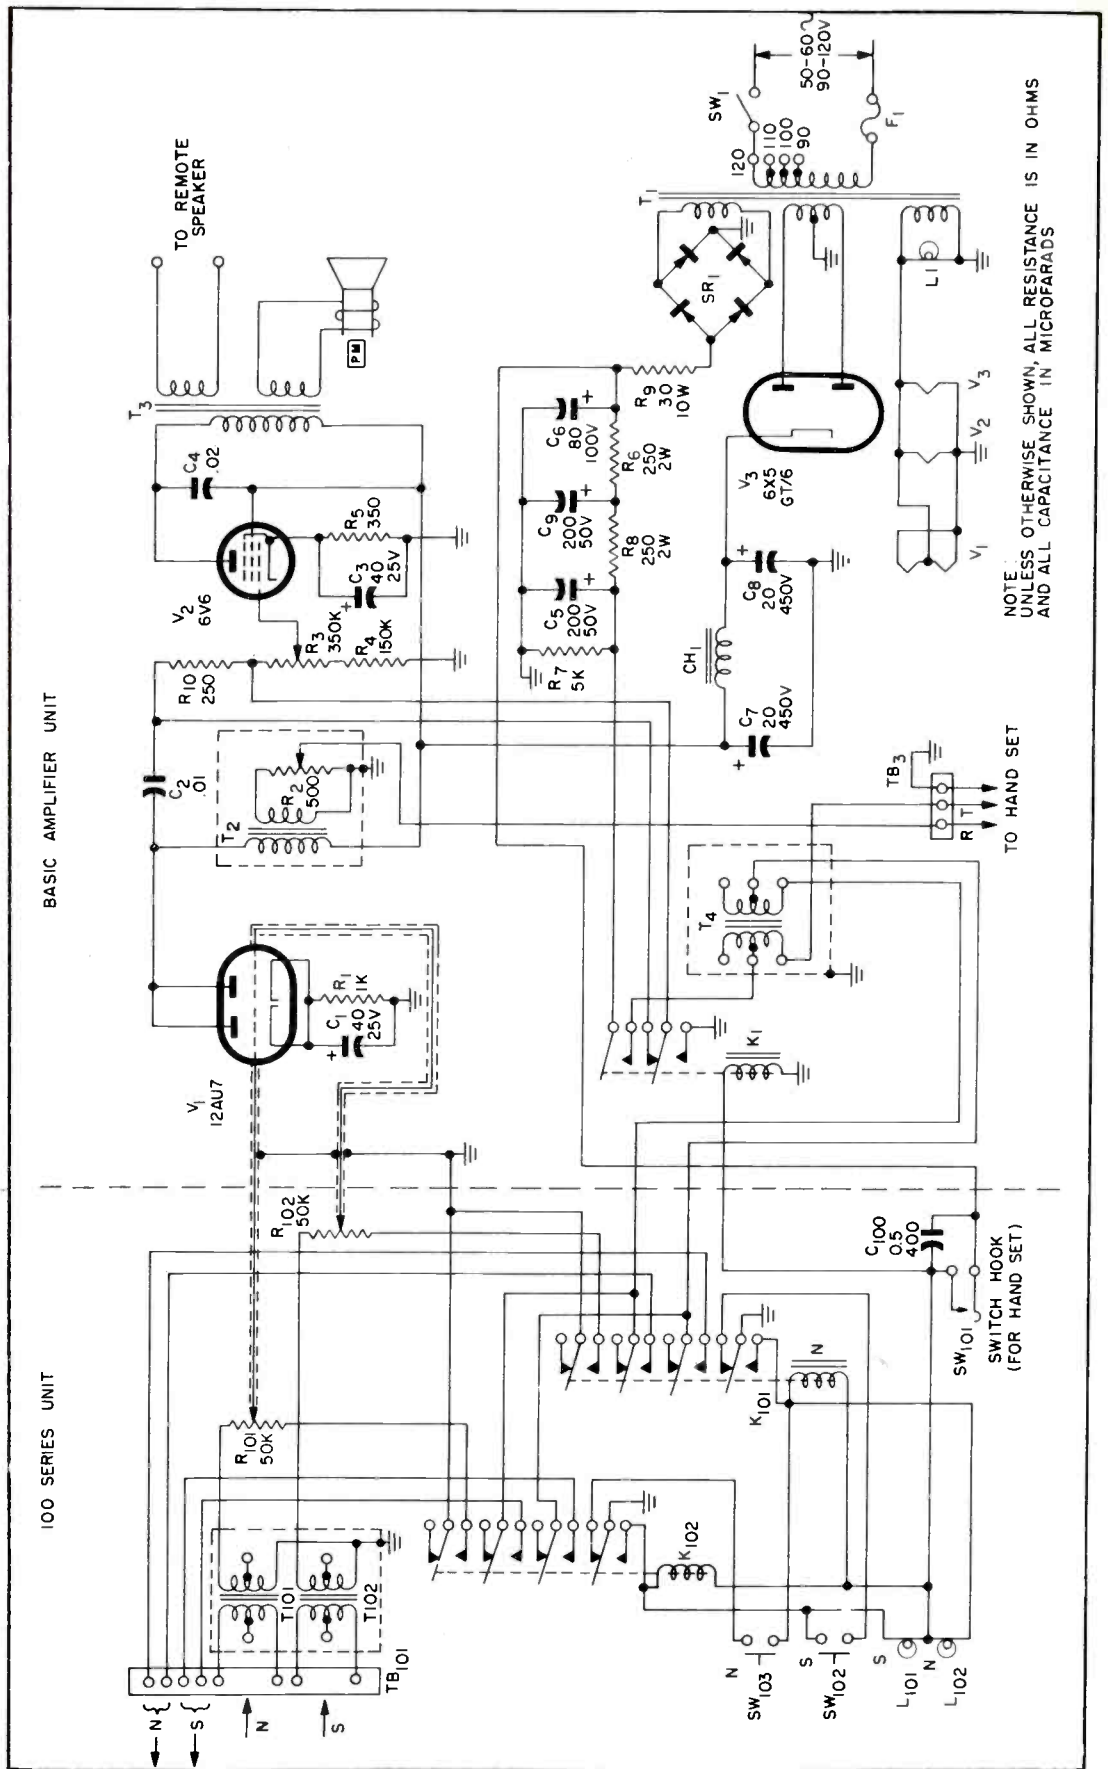 100 SERIES UNIT
BASIC AMPLIFIER UNIT
N
S
N
S
TB101
T101
T102
R101
50K
R102
50K
V1
12AU7
C1
40
25V
R1
1K
C2
.01
T2
R2
500
R10
250
V2
6V6
R3
350K
R4
150K
C3
40
25V
R5
350
C4
.02
T3
TO REMOTE
SPEAKER
PM
R7
5K
C5
200
50V
R8
250
2W
C9
200
50V
R6
250
2W
C6
80
100V
R9
30
10W
SR1
T1
120
110
100
90
SW1
50-60~
90-120V
F1
K102
K101
N
K1
T4
CH1
C7
20
450V
C8
20
450V
V3
6X5
GT/6
L1
V1
V2
V3
TB3
R
T
TO HAND SET
C100
0.5
400
SW101
SWITCH HOOK
(FOR HAND SET)
N
SW103
S
SW102
S
L101
N
L102
NOTE
UNLESS OTHERWISE SHOWN, ALL RESISTANCE IS IN OHMS
AND ALL CAPACITANCE IN MICROFARADS